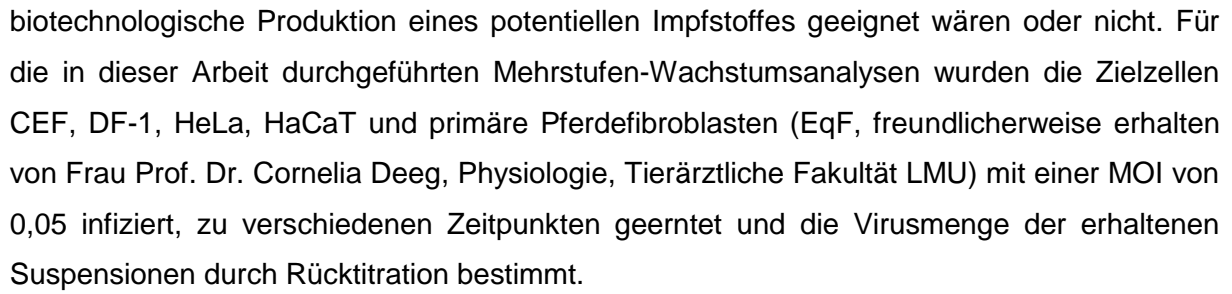 biotechnologische Produktion eines potentiellen Impfstoffes geeignet wären oder nicht. Für
die in dieser Arbeit durchgeführten Mehrstufen-Wachstumsanalysen wurden die Zielzellen
CEF, DF-1, HeLa, HaCaT und primäre Pferdefibroblasten (EqF, freundlicherweise erhalten
von Frau Prof. Dr. Cornelia Deeg, Physiologie, Tierärztliche Fakultät LMU) mit einer MOI von
0,05 infiziert, zu verschiedenen Zeitpunkten geerntet und die Virusmenge der erhaltenen
Suspensionen durch Rücktitration bestimmt.